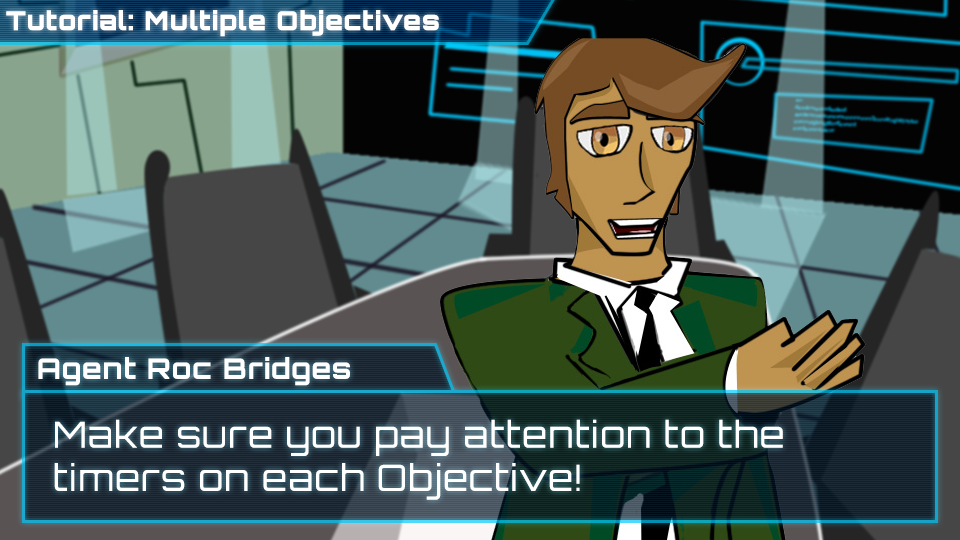 Tutorial: Multiple Objectives
Agent Roc Bridges
Make sure you pay attention to the
timers on each Objective!